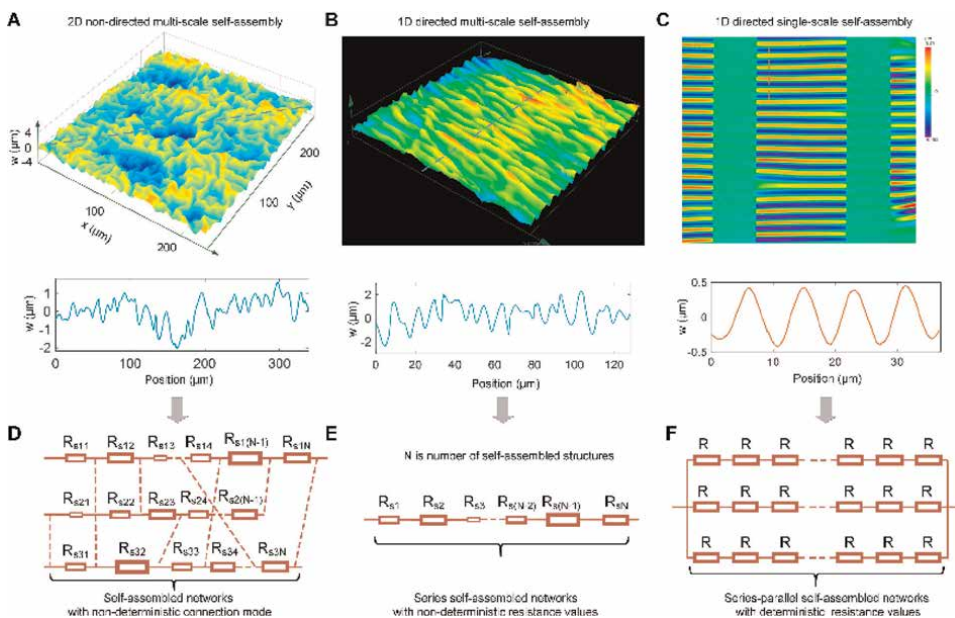 A 2D non-directed multi-scale self-assembly
B 1D directed multi-scale self-assembly
C 1D directed single-scale self-assembly
w (µm)
4
0
-4
100
200
x (µm)
100
200
y (µm)
w (µm)
1
0
-1
-2
0 100 200 300
Position (µm)
w (µm)
2
0
-2
0 20 40 60 80 100 120
Position (µm)
w (µm)
0.5
0
-0.5
0 10 20 30
Position (µm)
D
Rs11 Rs12 Rs13 Rs14 Rs1(N-1) Rs1N
Rs21 Rs22 Rs23 Rs24 Rs2(N-1)
Rs31 Rs32 Rs33 Rs34 Rs3N
Self-assembled networks
with non-deterministic connection mode
E
N is number of self-assembled structures
Rs1 Rs2 Rs3 Rs(N-2) Rs(N-1) RsN
Series self-assembled networks
with non-deterministic resistance values
F
R R R R R R
R R R R R R
R R R R R R
Series-parallel self-assembled networks
with deterministic resistance values